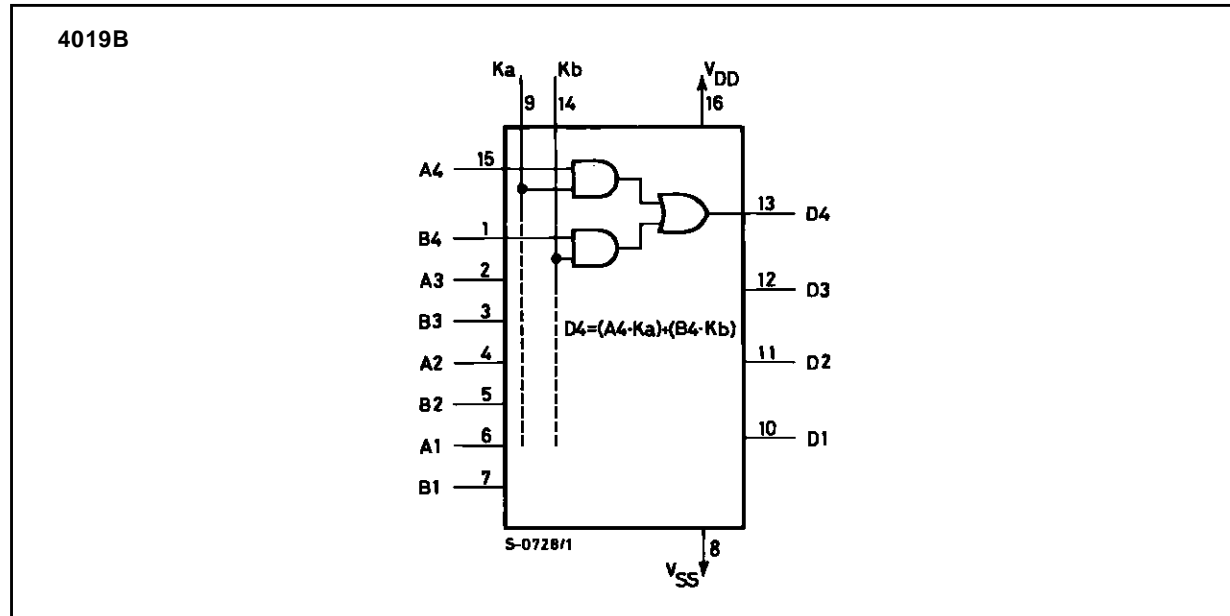 4019B
Ka Kb VDD
9 14 16
A4 15
13 D4
B4 1
A3 2
12 D3
B3 3
D4=(A4·Ka)+(B4·Kb)
A2 4
11 D2
B2 5
A1 6
10 D1
B1 7
S-0728/1
8
VSS